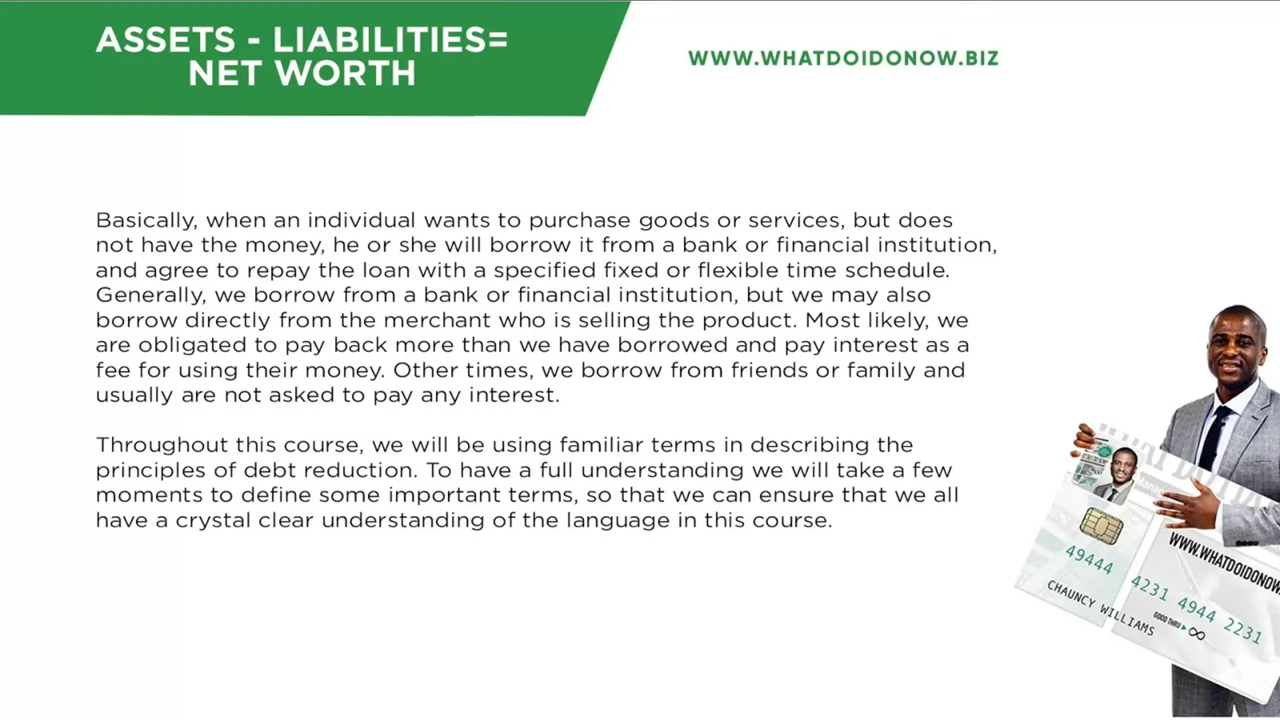 ASSETS - LIABILITIES=
NET WORTH
WWW.WHATDOIDONOW.BIZ
Basically, when an individual wants to purchase goods or services, but does
not have the money, he or she will borrow it from a bank or financial institution,
and agree to repay the loan with a specified fixed or flexible time schedule.
Generally, we borrow from a bank or financial institution, but we may also
borrow directly from the merchant who is selling the product. Most likely, we
are obligated to pay back more than we have borrowed and pay interest as a
fee for using their money. Other times, we borrow from friends or family and
usually are not asked to pay any interest.
Throughout this course, we will be using familiar terms in describing the
principles of debt reduction. To have a full understanding we will take a few
moments to define some important terms, so that we can ensure that we all
have a crystal clear understanding of the language in this course.
WHAT DO I DO
WWW.WHATDOIDONOW.
49444 4231 4944 2231
GOOD THRU ▸ ∞
CHAUNCY WILLIAMS